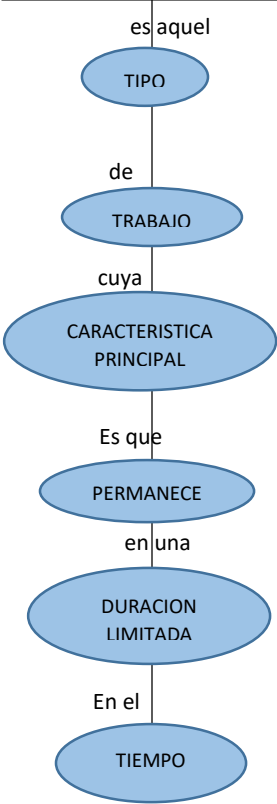 es aquel
TIPO
de
TRABAJO
cuya
CARACTERISTICA
PRINCIPAL
Es que
PERMANECE
en una
DURACION
LIMITADA
En el
TIEMPO